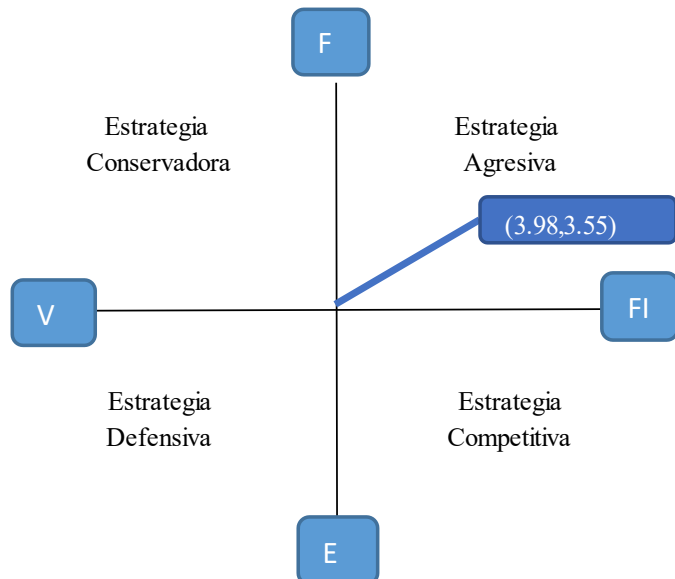 F
Estrategia
Conservadora
Estrategia
Agresiva
(3.98,3.55)
V
FI
Estrategia
Defensiva
Estrategia
Competitiva
E